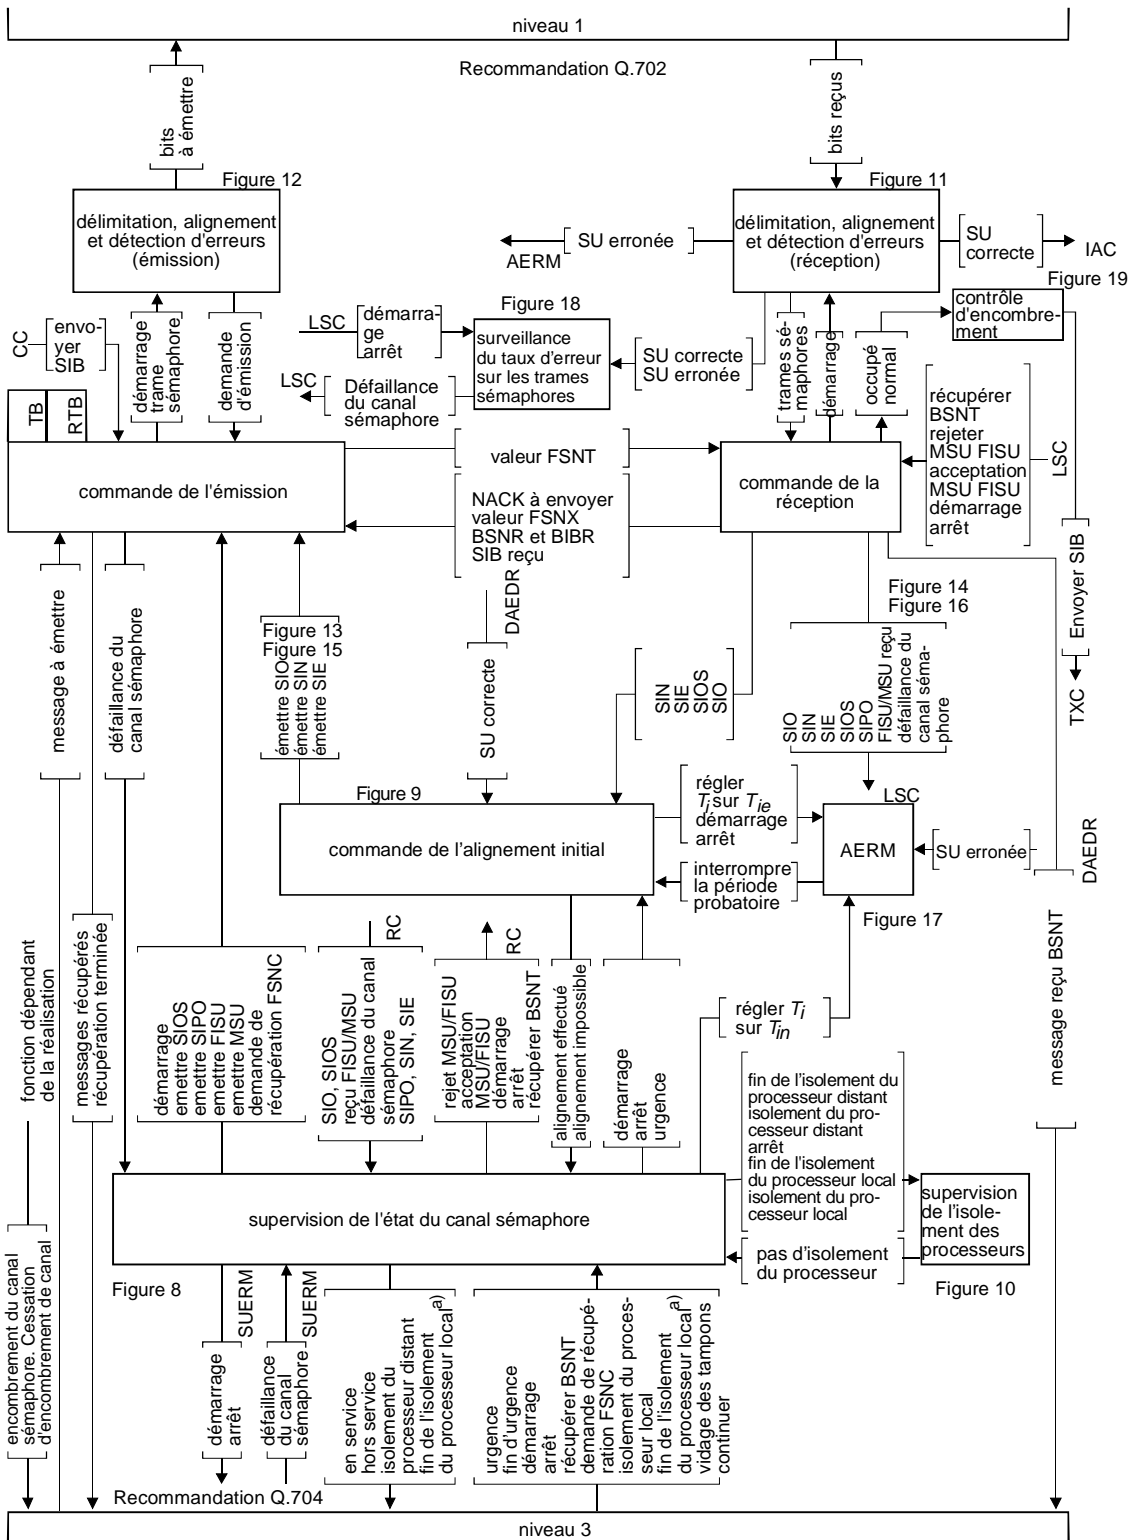 niveau 1
Recommandation Q.702
bits
à émettre
bits reçus
Figure 12
Figure 11
délimitation, alignement
et détection d'erreurs
(émission)
SU erronée
AERM
délimitation, alignement
et détection d'erreurs
(réception)
SU
correcte
IAC
Figure 19
CC
envo-
yer
SIB
démarrage
trame
sémaphore
demande
d'émission
LSC
démarra-
ge
arrêt
Figure 18
surveillance
du taux d'erreur
sur les trames
sémaphores
SU correcte
SU erronée
LSC
Défaillance
du canal
sémaphore
trames sé-
maphores
démarrage
occupé
normal
contrôle
d'encombrement
récupérer
BSNT
rejeter
MSU FISU
acceptation
MSU FISU
démarrage
arrêt
LSC
TB
RTB
commande de l'émission
valeur FSNT
NACK à envoyer
valeur FSNX
BSNR et BIBR
SIB reçu
commande de la
réception
Envoyer SIB
TXC
message à émettre
défaillance du
canal sémaphore
Figure 13
Figure 15
émettre SIO
émettre SIN
émettre SIE
DAEDR
SU correcte
SIN
SIE
SIOS
SIO
Figure 14
Figure 16
SIO
SIN
SIE
SIOS
SIPO
FISU/MSU reçu
défaillance du
canal séma-
phore
LSC
Figure 9
commande de l'alignement initial
régler
Ti sur Tie
démarrage
arrêt
AERM
SU erronée
DAEDR
interrompre
la période
probatoire
Figure 17
fonction dépendant
de la réalisation
messages récupérés
récupération terminée
démarrage
emettre SIOS
emettre SIPO
emettre FISU
emettre MSU
demande de
récupération FSNC
RC
SIO, SIOS
reçu FISU/MSU
défaillance du canal
sémaphore
SIPO, SIN, SIE
RC
rejet MSU/FISU
acceptation
MSU/FISU
démarrage
arrêt
récupérer BSNT
alignement effectué
alignement impossible
démarrage
arrêt
urgence
régler Ti
sur Tin
message reçu BSNT
fin de l'isolement du
processeur distant
isolement du pro-
cesseur distant
arrêt
fin de l'isolement
du processeur local
isolement du pro-
cesseur local
supervision de l'état du canal sémaphore
supervision
de l'isole-
ment des
processeurs
pas d'isolement
du processeur
Figure 8
Figure 10
encombrement du canal
sémaphore. Cessation
d'encombrement de canal
SUERM
démarrage
arrêt
SUERM
défaillance
du canal
sémaphore
en service
hors service
isolement du
processeur distant
fin de l'isolement
du processeur local a)
urgence
fin d'urgence
démarrage
arrêt
récupérer BSNT
demande de récupé-
ration FSNC
isolement du proces-
seur local
fin de l'isolement
du processeur local a)
vidage des tampons
continuer
Recommandation Q.704
niveau 3